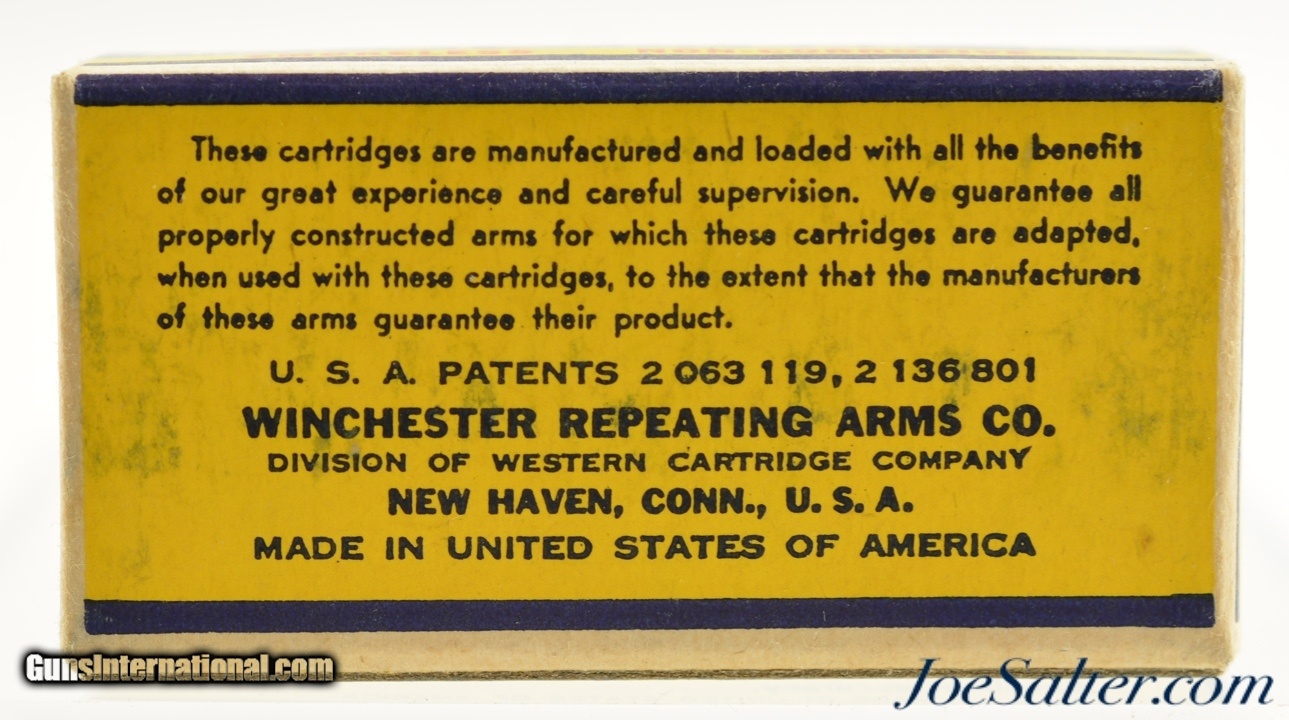 These cartridges are manufactured and loaded with all the benefits
of our great experience and careful supervision. We guarantee all
properly constructed arms for which these cartridges are adapted,
when used with these cartridges, to the extent that the manufacturers
of these arms guarantee their product.
U. S. A. PATENTS 2 063 119, 2 136 801
WINCHESTER REPEATING ARMS CO.
DIVISION OF WESTERN CARTRIDGE COMPANY
NEW HAVEN, CONN., U. S. A.
MADE IN UNITED STATES OF AMERICA
GunsInternational.com
JoeSalter.com